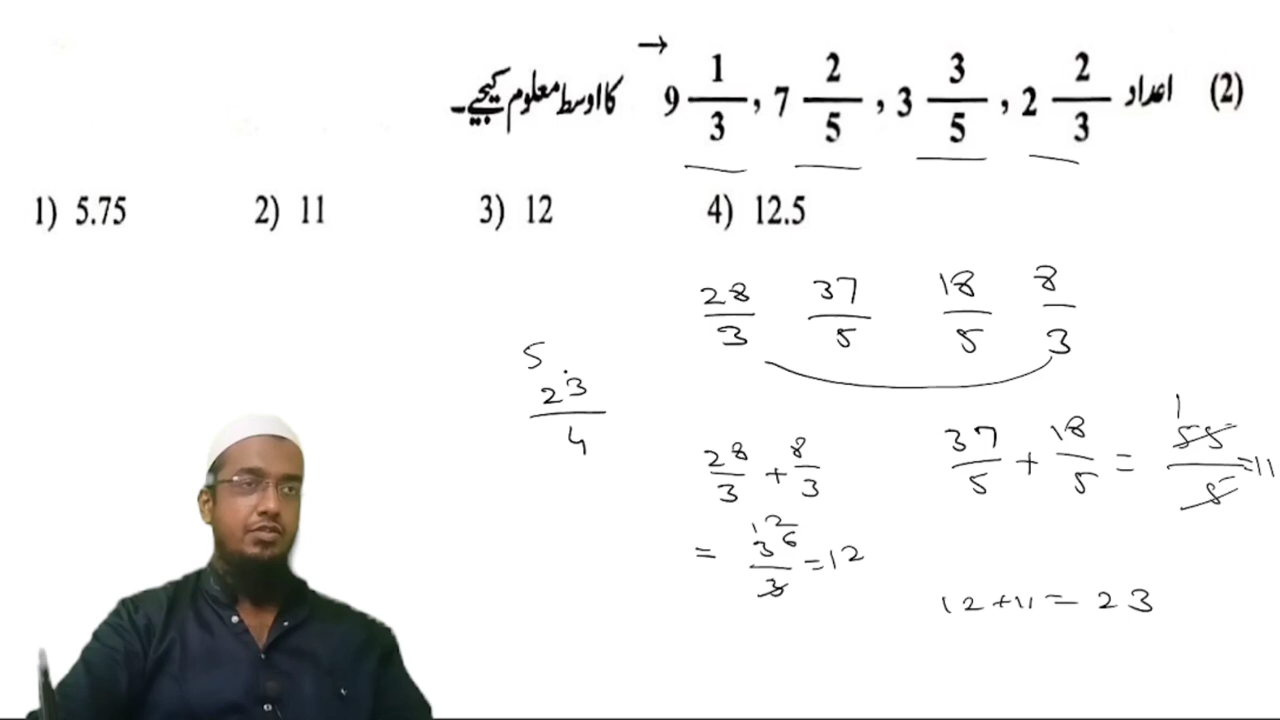 (2) اعداد 2 2/3 , 3 3/5 , 7 2/5 , 9 1/3 کا اوسط معلوم کیجیے۔ →
1) 5.75 2) 11 3) 12 4) 12.5
28/3 37/5 18/5 8/3
5.
23/4
28/3 + 8/3
= 36/3 = 12
12
37/5 + 18/5 = 55/5 = 11
1
12 + 11 = 23